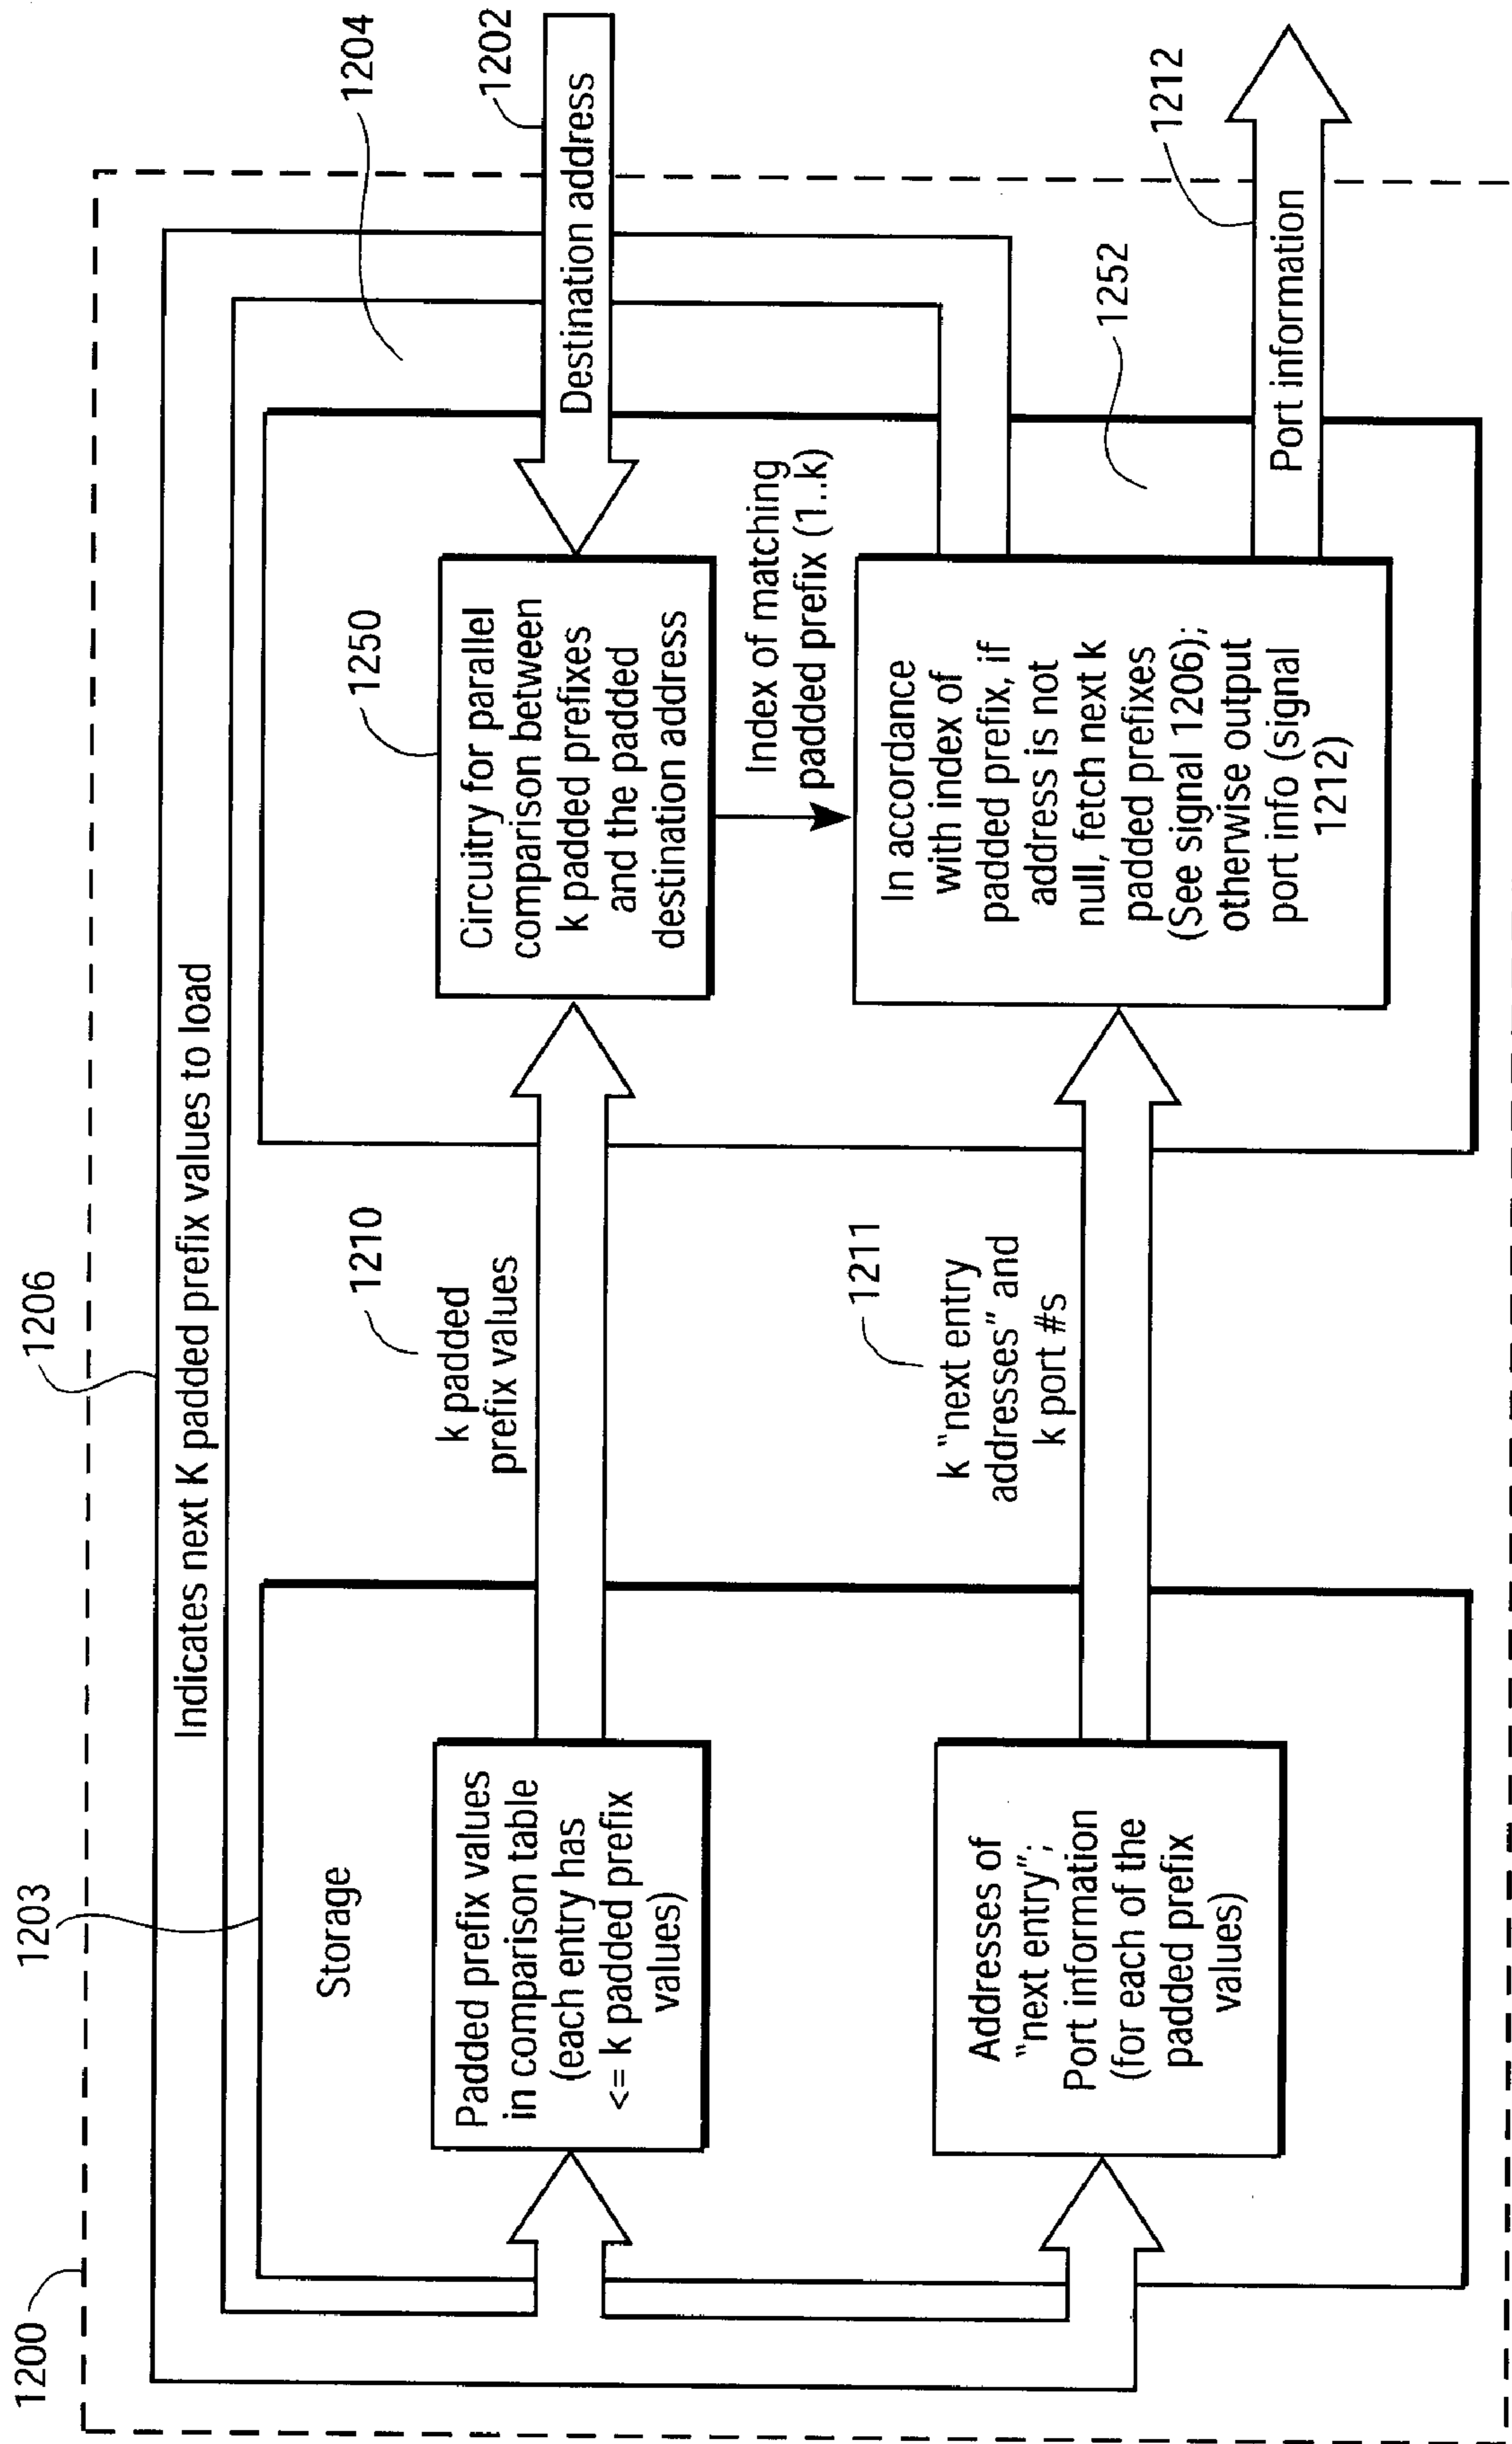 1200
1203
1206
1204
1202
Indicates next K padded prefix values to load
Storage
Padded prefix values
in comparison table
(each entry has
<= k padded prefix
values)
Addresses of
“next entry”;
Port information
(for each of the
padded prefix
values)
1210
k padded
prefix values
1211
k “next entry
addresses” and
k port #s
1250
Circuitry for parallel
comparison between
k padded prefixes
and the padded
destination address
Destination address
Index of matching
padded prefix (1..k)
1252
In accordance
with index of
padded prefix, if
address is not
null, fetch next k
padded prefixes
(See signal 1206);
otherwise output
port info (signal
1212)
Port information
1212